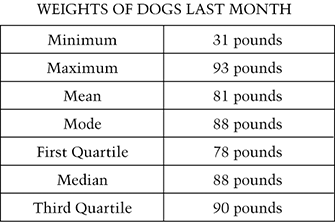 WEIGHTS OF DOGS LAST MONTH
Minimum 31 pounds
Maximum 93 pounds
Mean 81 pounds
Mode 88 pounds
First Quartile 78 pounds
Median 88 pounds
Third Quartile 90 pounds